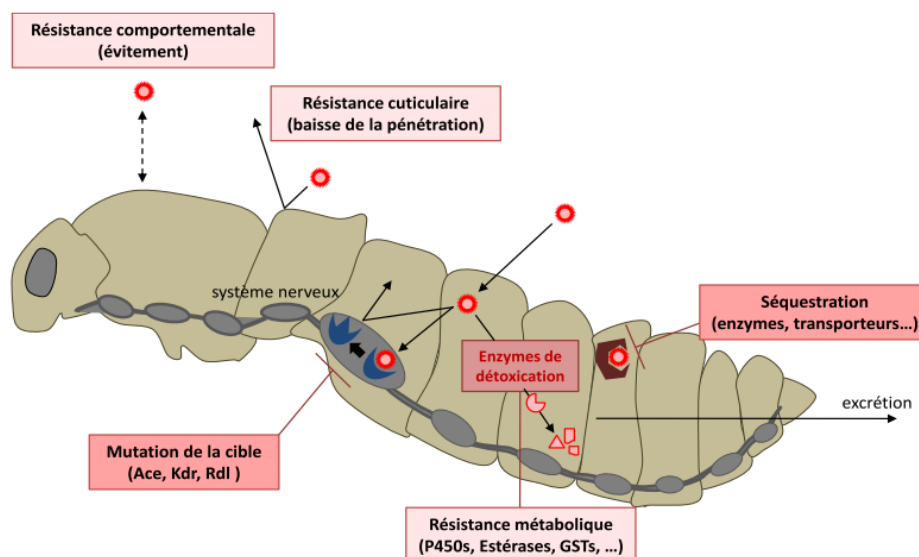 Résistance comportementale
(évitement)
Résistance cuticulaire
(baisse de la pénétration)
système nerveux
Séquestration
(enzymes, transporteurs...)
Enzymes de
détoxication
excrétion
Mutation de la cible
(Ace, Kdr, Rdl )
Résistance métabolique
(P450s, Estérases, GSTs, ...)